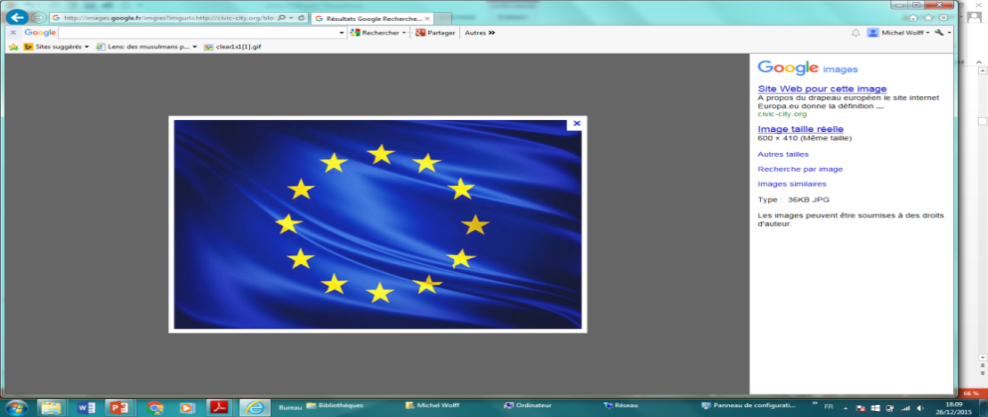 http://images.google.fr/imgres?imgurl=http://civic-city.org/blo
Résultats Google Recherche...
Google
Rechercher
Partager
Autres »
Michel Wolff
Sites suggérés
Lens: des musulmans p...
clear1x1[1].gif
Google images
Site Web pour cette image
A propos du drapeau européen le site internet
Europa.eu donne la définition ....
civic-city.org
Image taille réelle
600 × 410 (Même taille)
Autres tailles
Recherche par image
Images similaires
Type : 36KB JPG
Les images peuvent être soumises à des droits
d'auteur.
66 %
Bureau
Bibliothèques
Michel Wolff
Ordinateur
Réseau
Panneau de configurati...
FR
18:09
26/12/2015